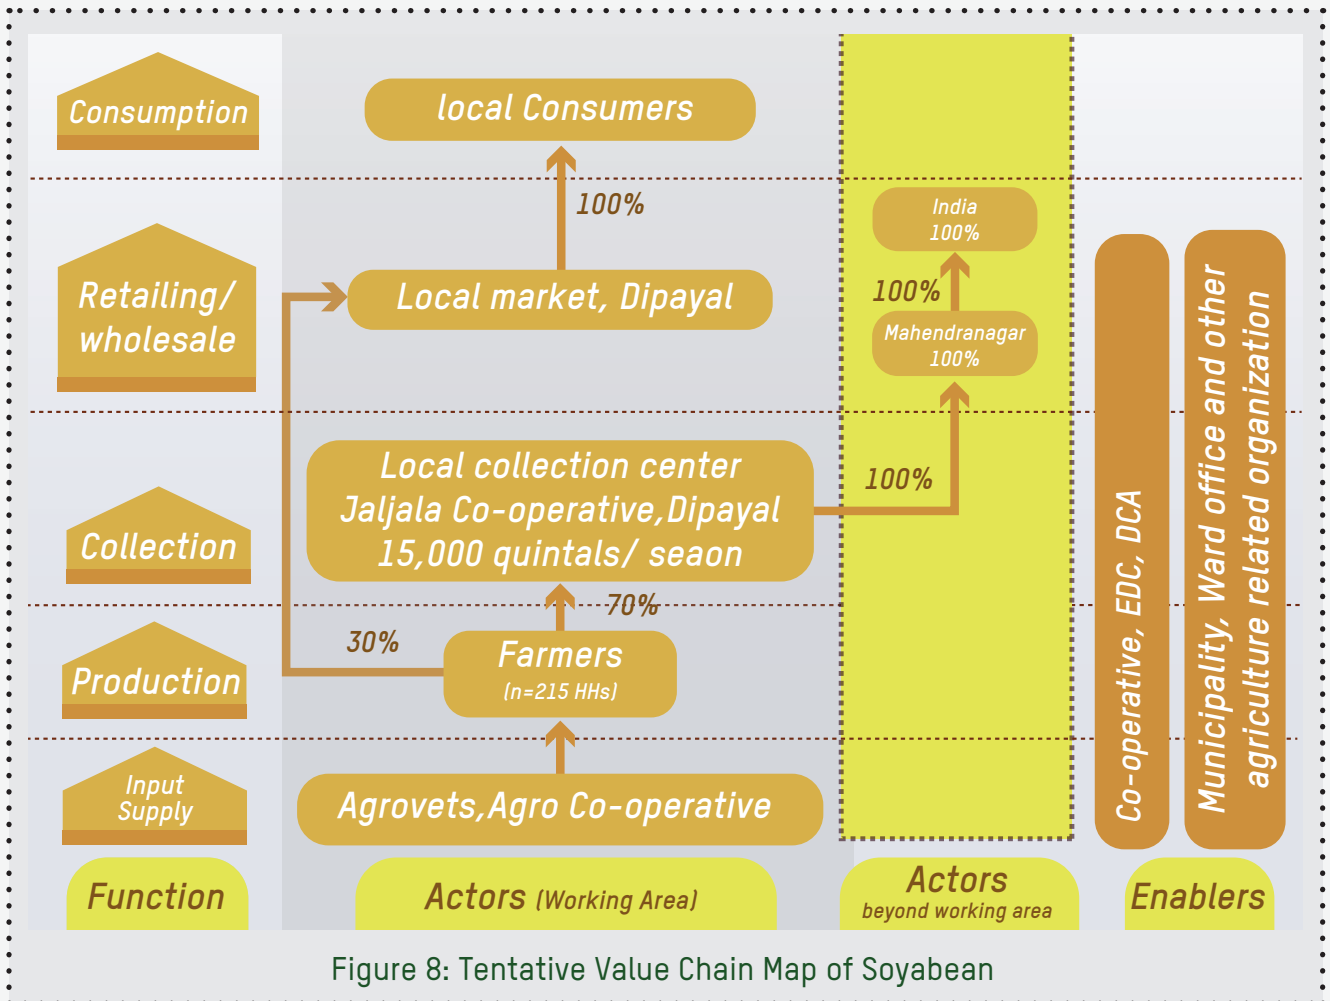 Consumption
local Consumers
100%
India
100%
100%
Retailing/
wholesale
Local market, Dipayal
Mahendranagar
100%
100%
Collection
Local collection center
Jaljala Co-operative,Dipayal
15,000 quintals/ seaon
70%
30%
Production
Farmers
(n=215 HHs)
Input
Supply
Agrovets,Agro Co-operative
Co-operative, EDC, DCA
Municipality, Ward office and other
agriculture related organization
Function
Actors (Working Area)
Actors
beyond working area
Enablers
Figure 8: Tentative Value Chain Map of Soyabean